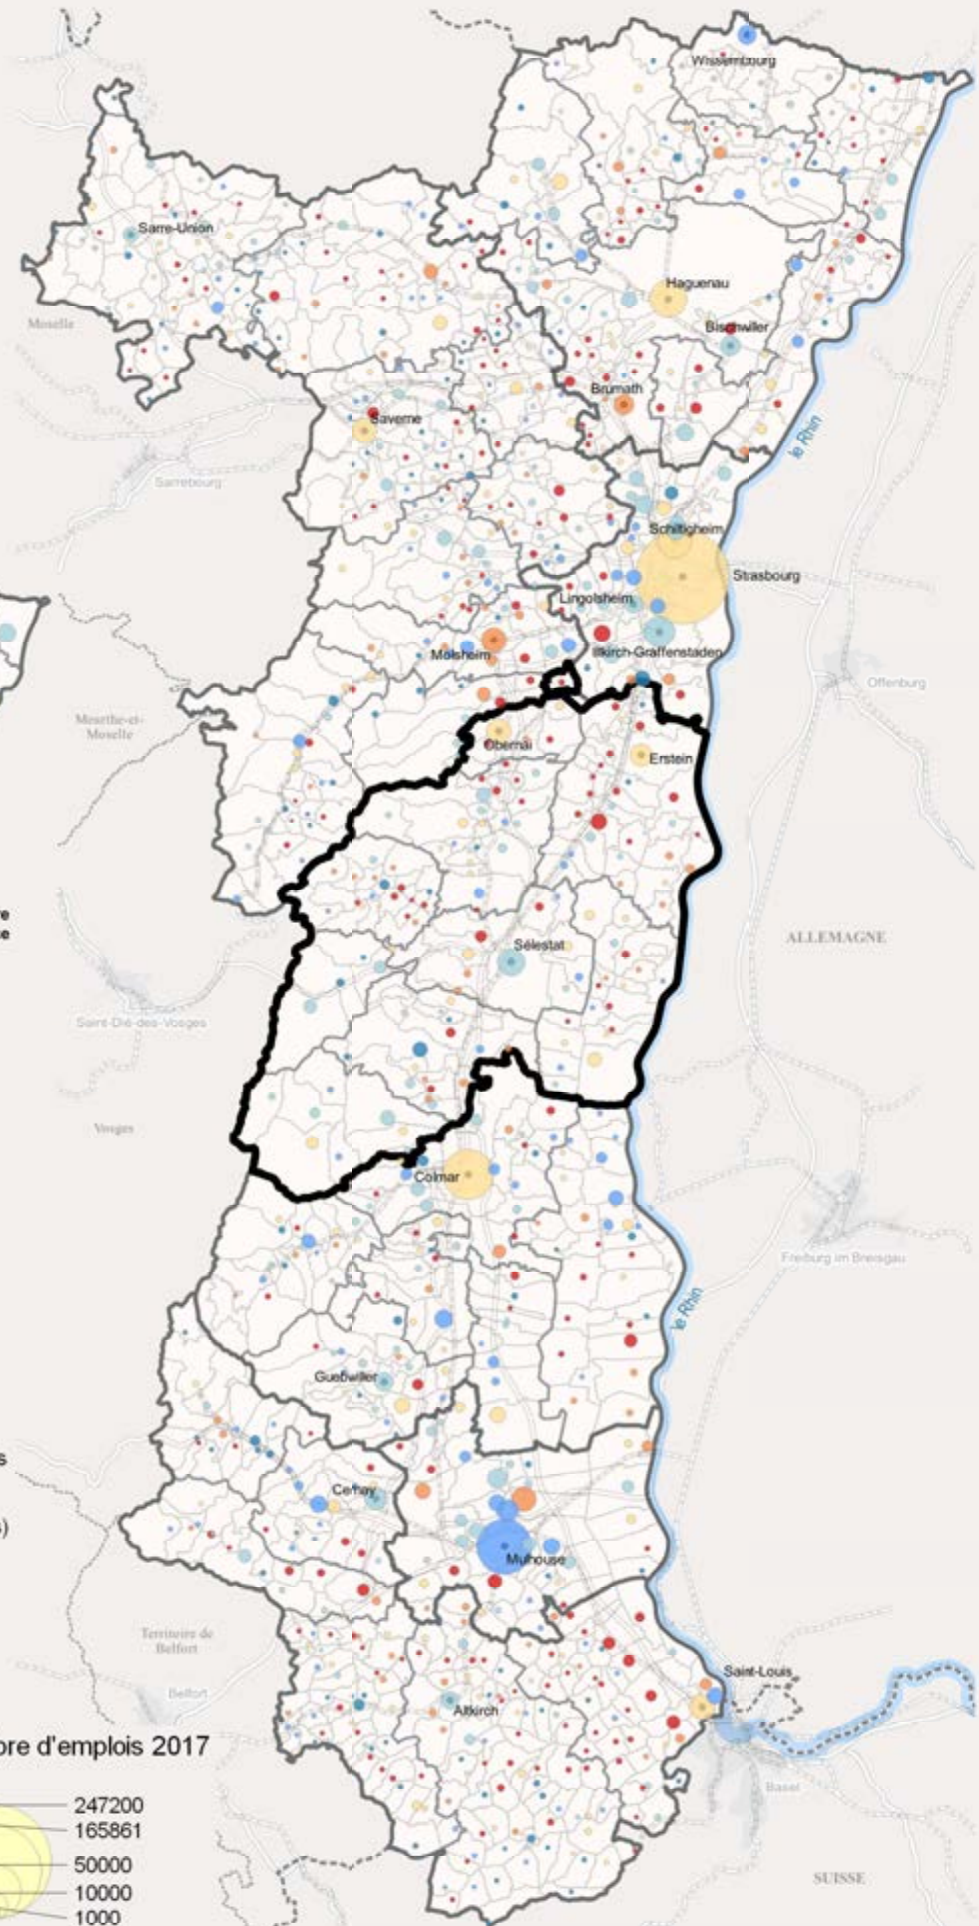 Wissembourg
Sarre-Union
Haguenau
Moselle
Bischwiller
Brumath
Saverne
le Rhin
Sarrebourg
Schiltigheim
Strasbourg
Lingolsheim
Molsheim
Illkirch-Graffenstaden
Offenburg
Meurthe-et-
Moselle
Obernai
Erstein
ALLEMAGNE
Sélestat
Saint-Dié-des-Vosges
Vosges
Colmar
Freiburg im Breisgau
le Rhin
Guebwiller
Cernay
Mulhouse
Territoire de
Belfort
Saint-Louis
Belfort
Altkirch
bre d'emplois 2017
Basel
247200
165861
50000
10000
1000
SUISSE